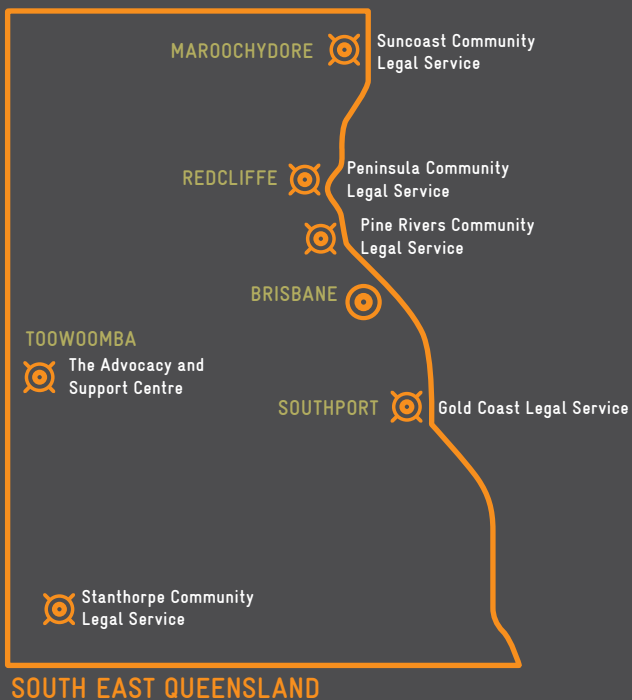 MAROOCHYDORE
Suncoast Community
Legal Service
REDCLIFFE
Peninsula Community
Legal Service
Pine Rivers Community
Legal Service
BRISBANE
TOOWOOMBA
The Advocacy and
Support Centre
SOUTHPORT
Gold Coast Legal Service
Stanthorpe Community
Legal Service
SOUTH EAST QUEENSLAND